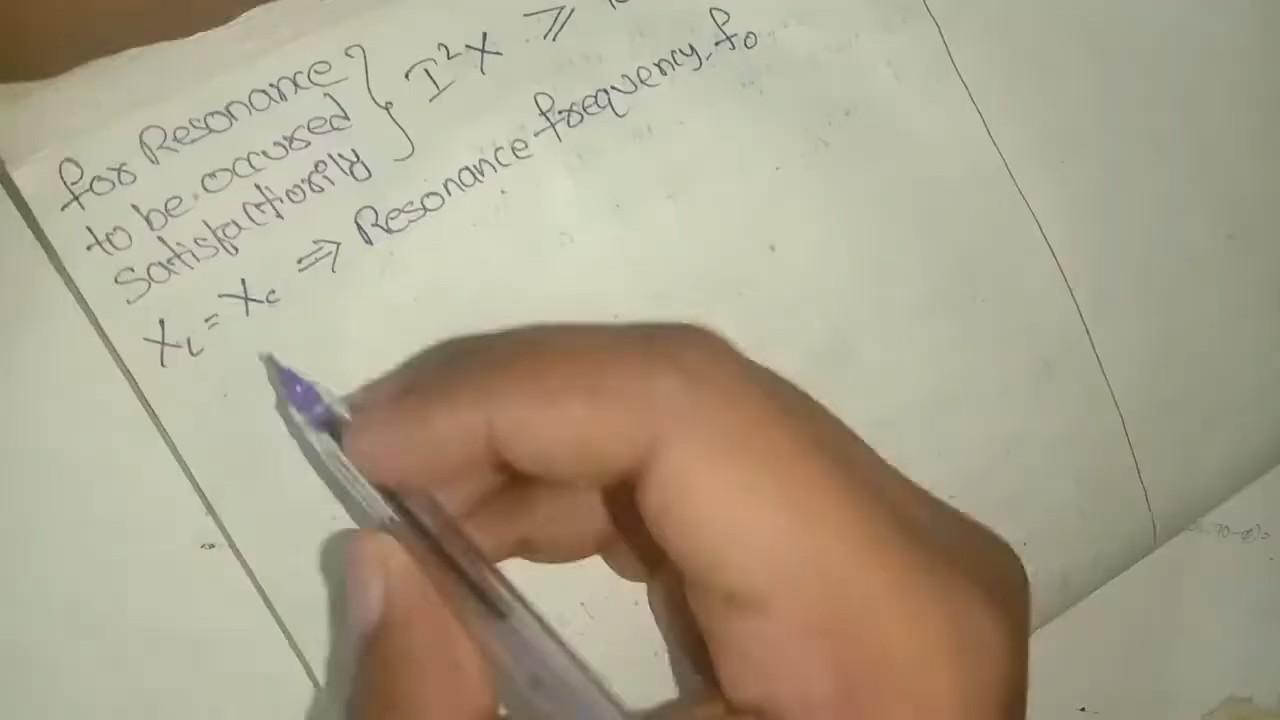 for Resonance
to be occured
satisfactorily } I²X ≥
X_L = X_C ⇒ Resonance frequency, f₀